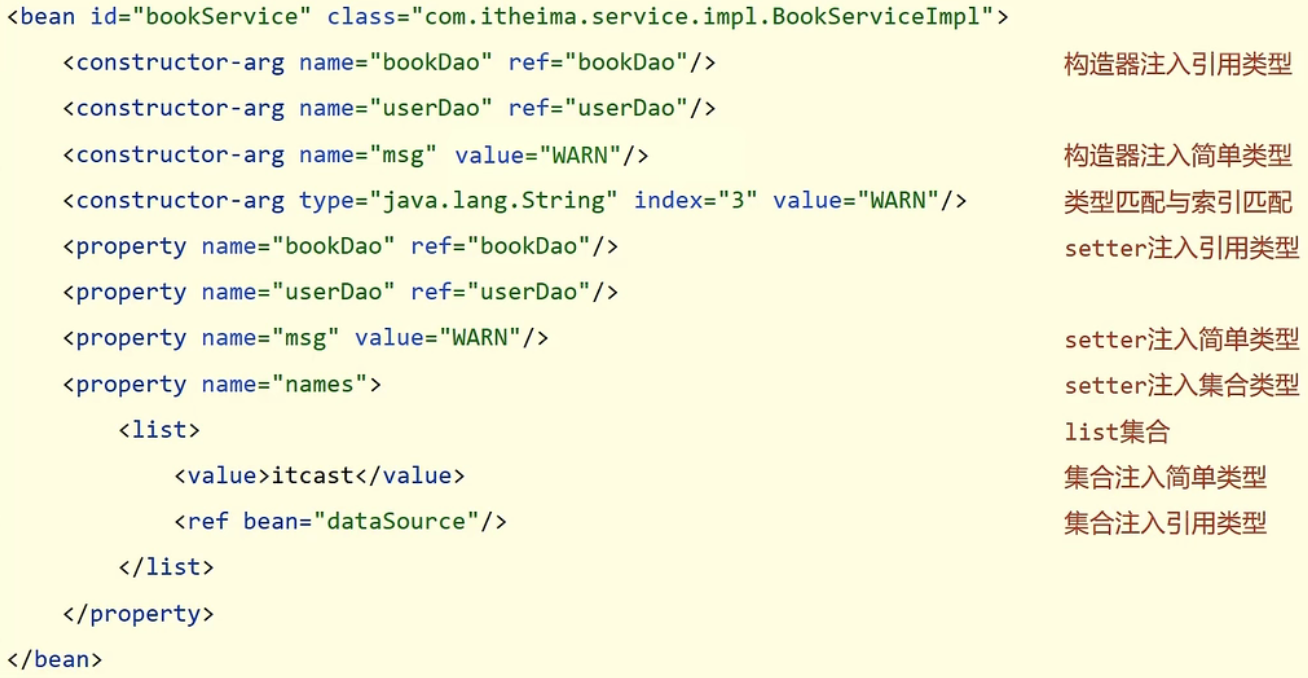 <bean id="bookService" class="com.itheima.service.impl.BookServiceImpl">
<constructor-arg name="bookDao" ref="bookDao"/> 构造器注入引用类型
<constructor-arg name="userDao" ref="userDao"/>
<constructor-arg name="msg" value="WARN"/> 构造器注入简单类型
<constructor-arg type="java.lang.String" index="3" value="WARN"/> 类型匹配与索引匹配
<property name="bookDao" ref="bookDao"/> setter注入引用类型
<property name="userDao" ref="userDao"/>
<property name="msg" value="WARN"/> setter注入简单类型
<property name="names"> setter注入集合类型
<list> list集合
<value>itcast</value> 集合注入简单类型
<ref bean="dataSource"/> 集合注入引用类型
</list>
</property>
</bean>